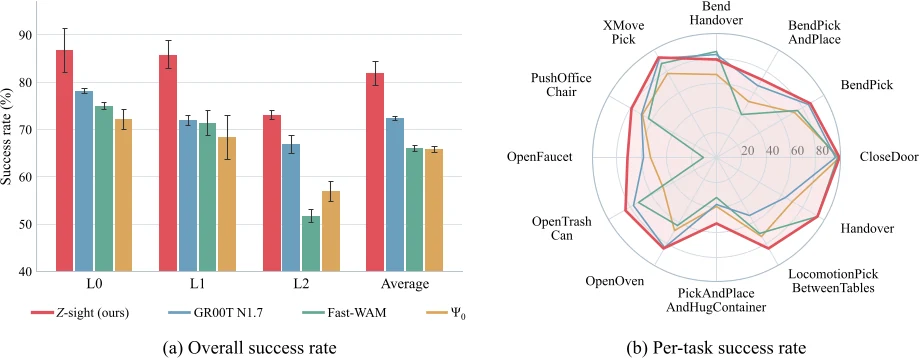 90
80
70
60
50
40
Success rate (%)
L0
L1
L2
Average
Z-sight (ours)
GR00T N1.7
Fast-WAM
Ψ0
(a) Overall success rate
Bend
Handover
BendPick
AndPlace
BendPick
CloseDoor
Handover
LocomotionPick
BetweenTables
PickAndPlace
AndHugContainer
OpenOven
OpenTrash
Can
OpenFaucet
PushOffice
Chair
XMove
Pick
20 40 60 80
(b) Per-task success rate